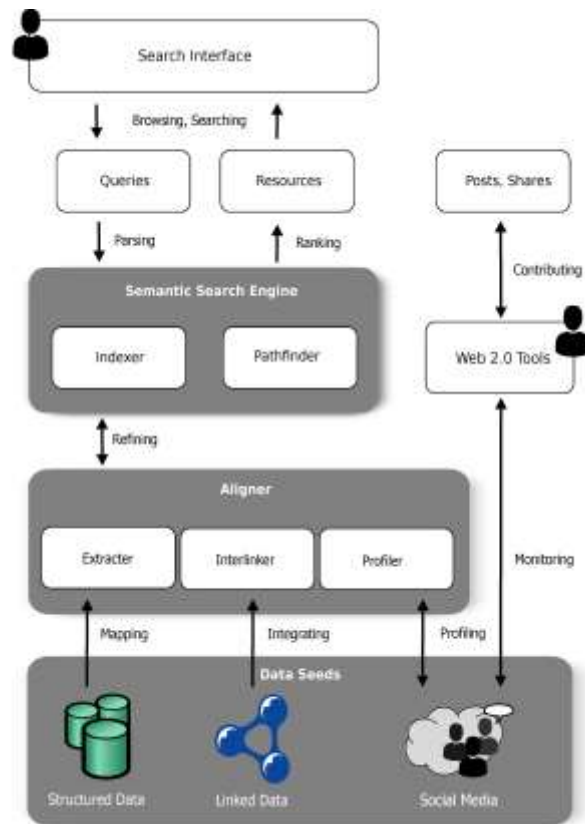 Search Interface
Browsing, Searching
Queries
Resources
Posts, Shares
Parsing
Ranking
Contributing
Semantic Search Engine
Indexer
Pathfinder
Web 2.0 Tools
Refining
Aligner
Extracter
Interlinker
Profiler
Monitoring
Mapping
Integrating
Profiling
Data Seeds
Structured Data
Linked Data
Social Media